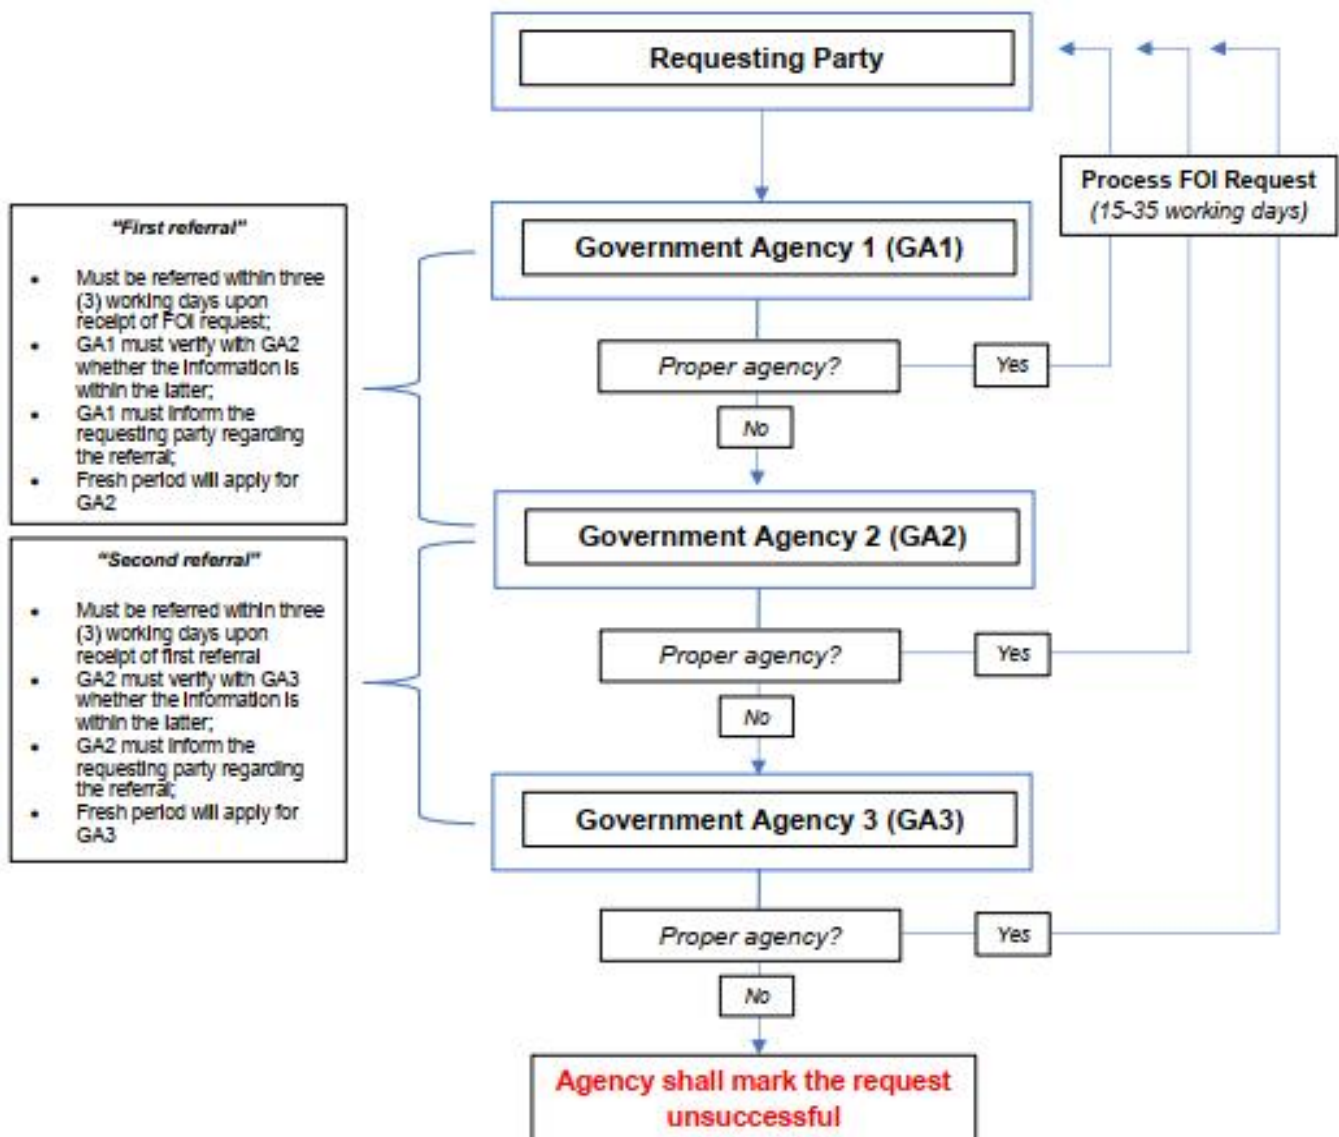 Requesting Party
Process FOI Request
(15-35 working days)
Government Agency 1 (GA1)
Proper agency?
Yes
No
"First referral"
• Must be referred within three
(3) working days upon
receipt of FOI request;
• GA1 must verify with GA2
whether the information is
within the latter;
• GA1 must inform the
requesting party regarding
the referral;
• Fresh period will apply for
GA2
Government Agency 2 (GA2)
Proper agency?
Yes
No
"Second referral"
• Must be referred within three
(3) working days upon
receipt of first referral
• GA2 must verify with GA3
whether the information is
within the latter;
• GA2 must inform the
requesting party regarding
the referral;
• Fresh period will apply for
GA3
Government Agency 3 (GA3)
Proper agency?
Yes
No
Agency shall mark the request
unsuccessful